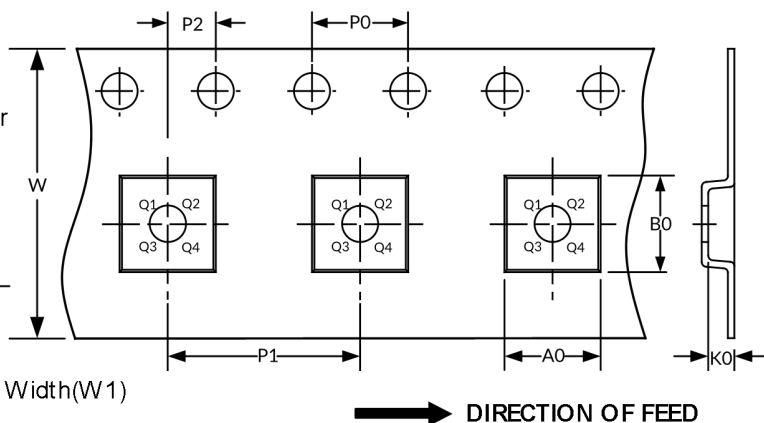 P2 P0
r
W
Q1 Q2 Q1 Q2 Q1 Q2
B0
Q3 Q4 Q3 Q4 Q3 Q4
P1 A0 K0
Width(W1)
DIRECTION OF FEED